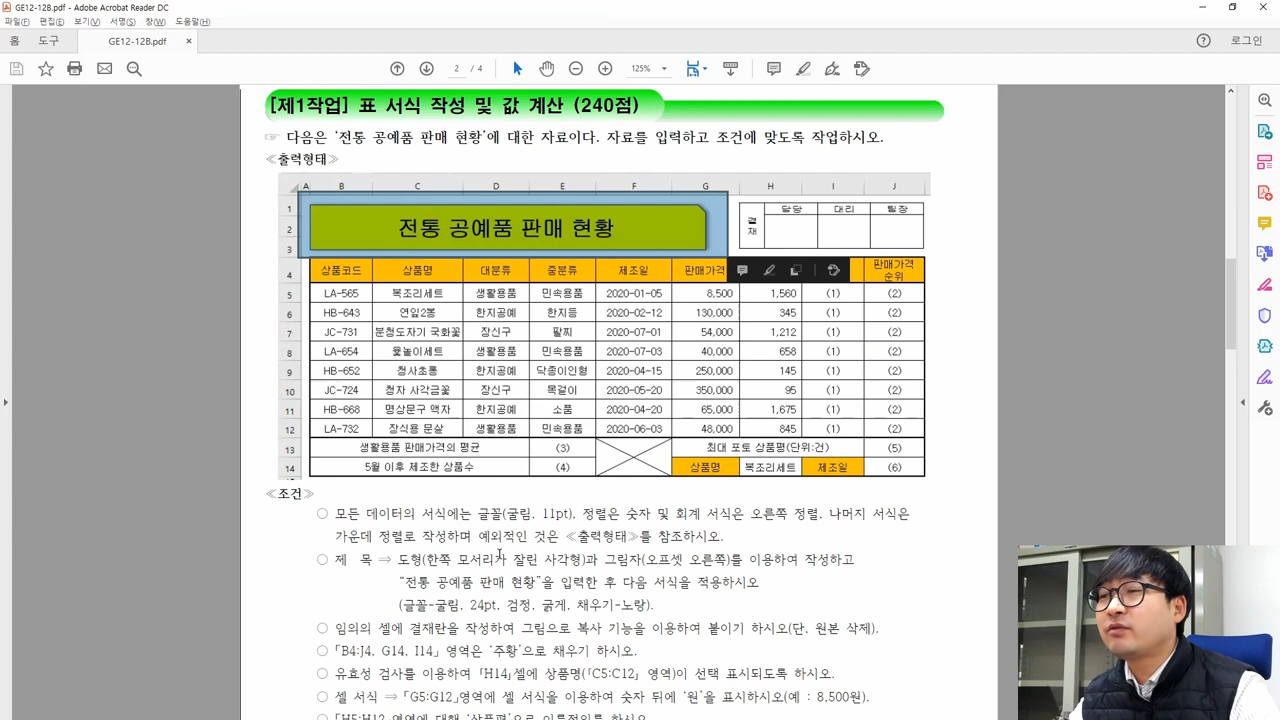 GE12-12B.pdf - Adobe Acrobat Reader DC
파일(F) 편집(E) 보기(V) 서명(S) 창(W) 도움말(H)
홈 도구 GE12-12B.pdf × 로그인
2 / 4 125%
[제1작업] 표 서식 작성 및 값 계산 (240점)
☞ 다음은 '전통 공예품 판매 현황'에 대한 자료이다. 자료를 입력하고 조건에 맞도록 작업하시오.
≪출력형태≫
A B C D E F G H I J
1 담당 대리 팀장
2 전통 공예품 판매 현황 결재
3
4 상품코드 상품명 대분류 중분류 제조일 판매가격 판매가격 순위
5 LA-565 복조리세트 생활용품 민속용품 2020-01-05 8,500 1,560 (1) (2)
6 HB-643 연잎2봉 한지공예 한지등 2020-02-12 130,000 345 (1) (2)
7 JC-731 분청도자기 국화꽃 장신구 팔찌 2020-07-01 54,000 1,212 (1) (2)
8 LA-654 윷놀이세트 생활용품 민속용품 2020-07-03 40,000 658 (1) (2)
9 HB-652 청사초롱 한지공예 닥종이인형 2020-04-15 250,000 145 (1) (2)
10 JC-724 청자 사각금꽃 장신구 목걸이 2020-05-20 350,000 95 (1) (2)
11 HB-668 명상문구 액자 한지공예 소품 2020-04-20 65,000 1,675 (1) (2)
12 LA-732 장식용 문살 생활용품 민속용품 2020-06-03 48,000 845 (1) (2)
13 생활용품 판매가격의 평균 (3) 최대 포토 상품명(단위:건) (5)
14 5월 이후 제조한 상품수 (4) 상품명 복조리세트 제조일 (6)
≪조건≫
○ 모든 데이터의 서식에는 글꼴(굴림, 11pt), 정렬은 숫자 및 회계 서식은 오른쪽 정렬, 나머지 서식은
가운데 정렬로 작성하며 예외적인 것은 ≪출력형태≫를 참조하시오.
○ 제 목 ⇒ 도형(한쪽 모서리가 잘린 사각형)과 그림자(오프셋 오른쪽)를 이용하여 작성하고
“전통 공예품 판매 현황”을 입력한 후 다음 서식을 적용하시오
(글꼴-굴림, 24pt, 검정, 굵게, 채우기-노랑).
○ 임의의 셀에 결재란을 작성하여 그림으로 복사 기능을 이용하여 붙이기 하시오(단, 원본 삭제).
○ 「B4:J4, G14, I14」 영역은 '주황'으로 채우기 하시오.
○ 유효성 검사를 이용하여 「H14」셀에 상품명(「C5:C12」 영역)이 선택 표시되도록 하시오.
○ 셀 서식 ⇒ 「G5:G12」영역에 셀 서식을 이용하여 숫자 뒤에 '원'을 표시하시오(예 : 8,500원).